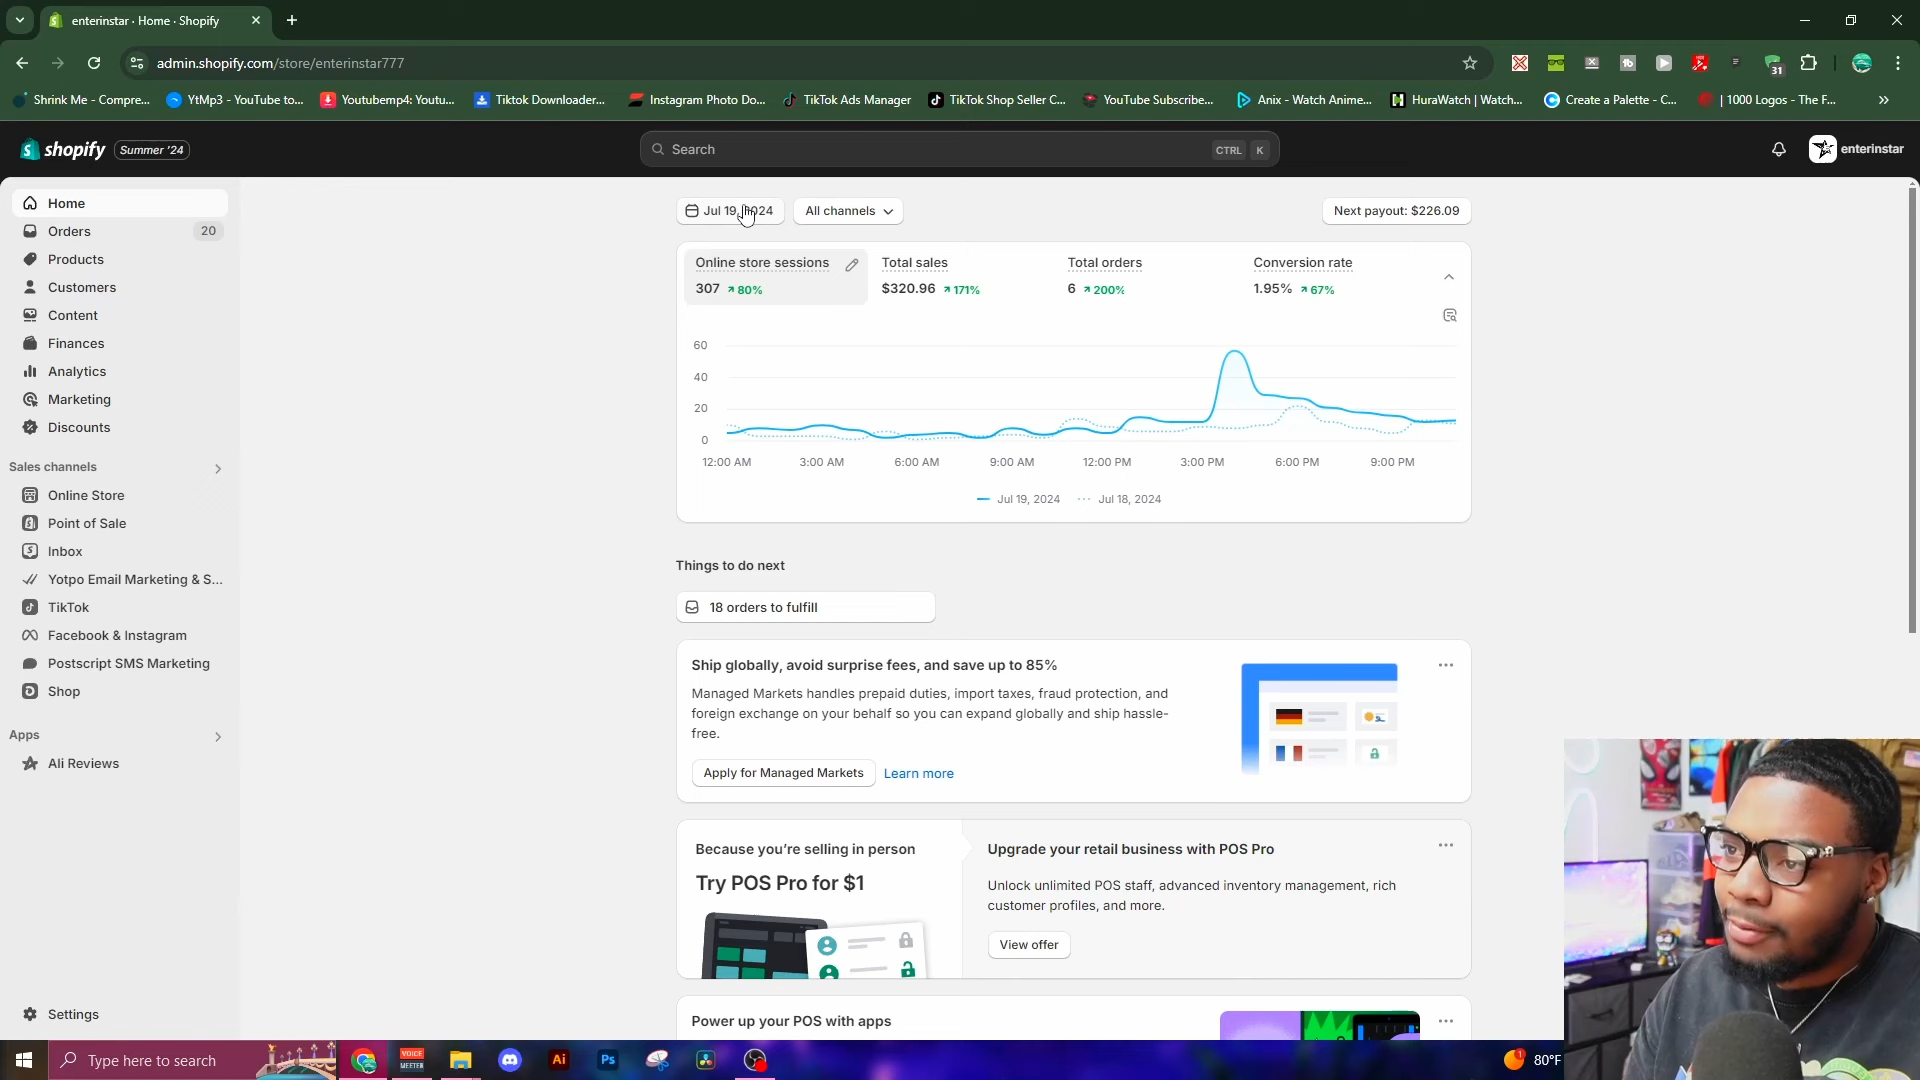 enterinstar · Home · Shopify
admin.shopify.com/store/enterinstar777
31
Shrink Me - Compre...
YtMp3 - YouTube to...
Youtubemp4: Youtu...
Tiktok Downloader...
Instagram Photo Do...
TikTok Ads Manager
TikTok Shop Seller C...
YouTube Subscribe...
Anix - Watch Anime...
HuraWatch | Watch...
Create a Palette - C...
| 1000 Logos - The F...
shopify
Summer '24
Search
CTRL K
enterinstar
Home
Orders 20
Products
Customers
Content
Finances
Analytics
Marketing
Discounts
Sales channels
Online Store
Point of Sale
Inbox
Yotpo Email Marketing & S...
TikTok
Facebook & Instagram
Postscript SMS Marketing
Shop
Apps
Ali Reviews
Settings
Jul 19, 2024
All channels
Next payout: $226.09
Online store sessions
307 80%
Total sales
$320.96 171%
Total orders
6 200%
Conversion rate
1.95% 67%
60
40
20
0
12:00 AM 3:00 AM 6:00 AM 9:00 AM 12:00 PM 3:00 PM 6:00 PM 9:00 PM
Jul 19, 2024 Jul 18, 2024
Things to do next
18 orders to fulfill
Ship globally, avoid surprise fees, and save up to 85%
Managed Markets handles prepaid duties, import taxes, fraud protection, and
foreign exchange on your behalf so you can expand globally and ship hassle-
free.
Apply for Managed Markets Learn more
Because you're selling in person
Try POS Pro for $1
Upgrade your retail business with POS Pro
Unlock unlimited POS staff, advanced inventory management, rich
customer profiles, and more.
View offer
Power up your POS with apps
Type here to search
VOICE
MEETER
Ai
Ps
1
80°F